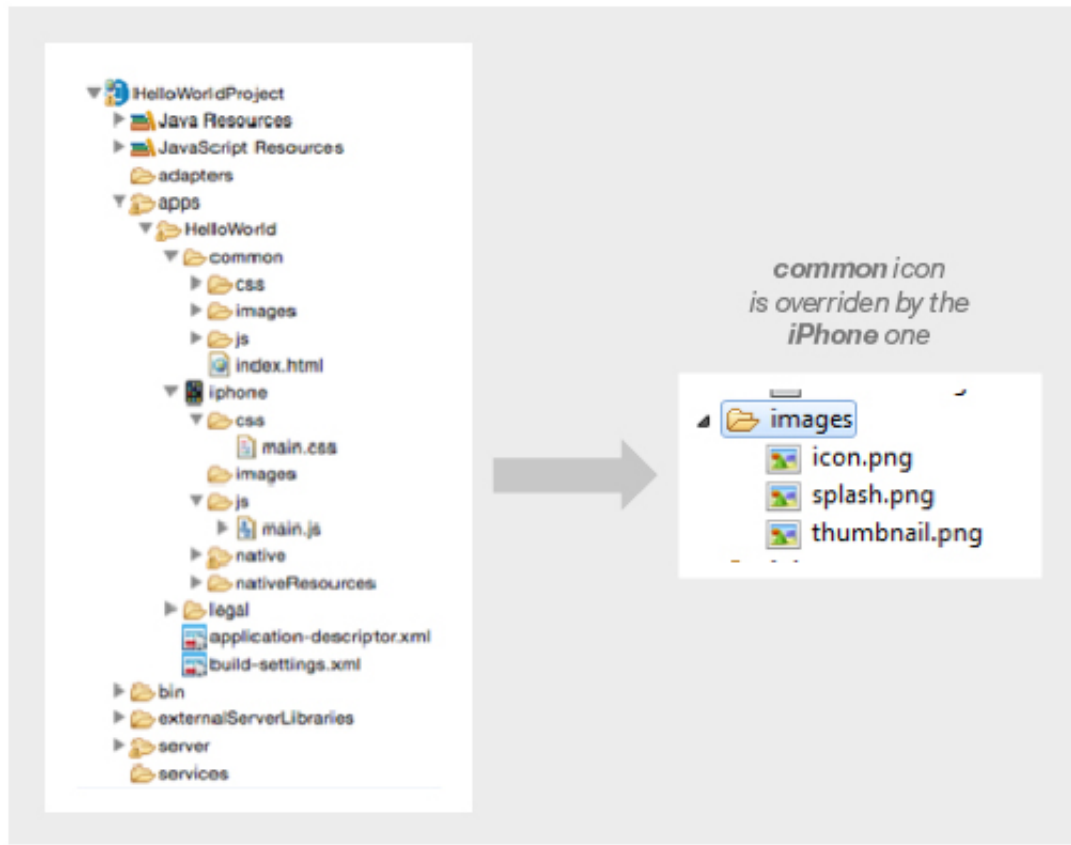 HelloWorldProject
Java Resources
JavaScript Resources
adapters
apps
HelloWorld
common
css
images
js
index.html
iphone
css
main.css
images
js
main.js
native
nativeResources
legal
application-descriptor.xml
build-settings.xml
bin
externalServerLibraries
server
services
common icon
is overriden by the
iPhone one
images
icon.png
splash.png
thumbnail.png